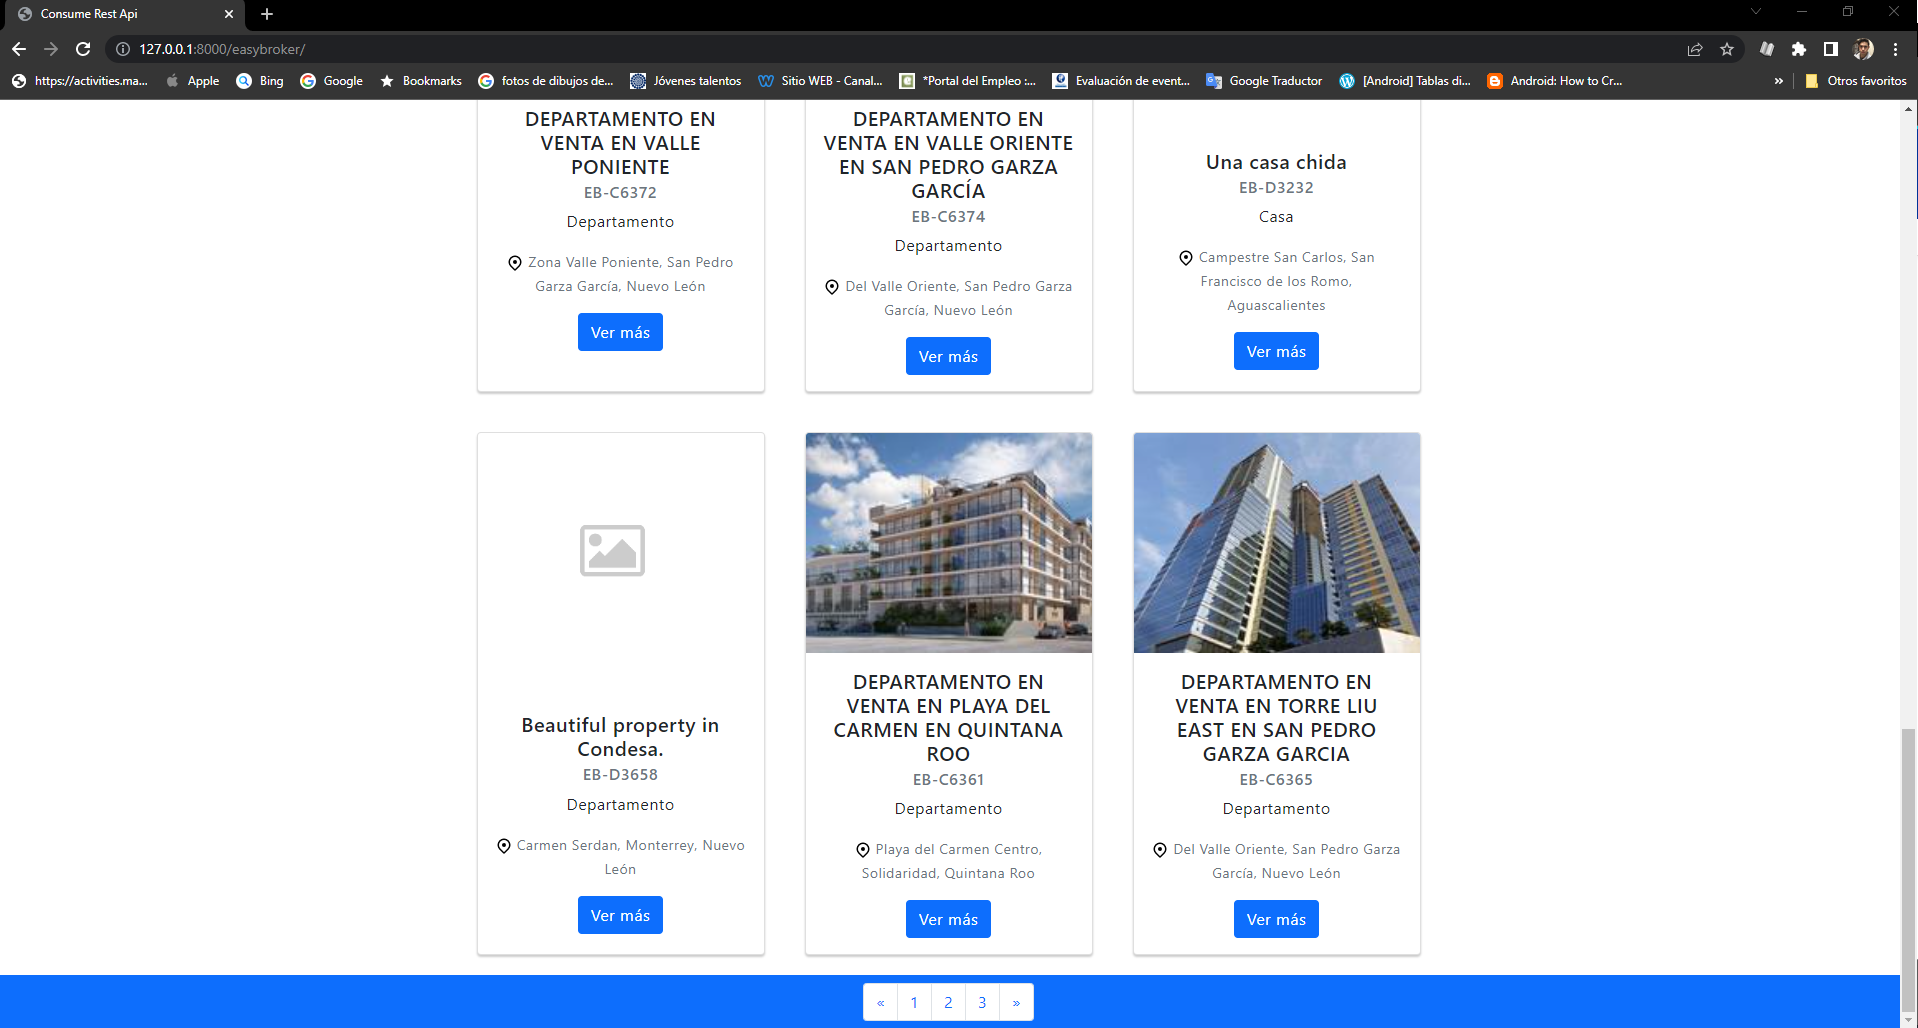 Consume Rest Api
127.0.0.1:8000/easybroker/
https://activities.ma...
Apple
Bing
Google
Bookmarks
fotos de dibujos de...
Jóvenes talentos
Sitio WEB - Canal...
*Portal del Empleo :...
Evaluación de event...
Google Traductor
[Android] Tablas di...
Android: How to Cr...
»
Otros favoritos
DEPARTAMENTO EN
VENTA EN VALLE
PONIENTE
EB-C6372
Departamento
Zona Valle Poniente, San Pedro
Garza García, Nuevo León
Ver más
DEPARTAMENTO EN
VENTA EN VALLE ORIENTE
EN SAN PEDRO GARZA
GARCÍA
EB-C6374
Departamento
Del Valle Oriente, San Pedro Garza
García, Nuevo León
Ver más
Una casa chida
EB-D3232
Casa
Campestre San Carlos, San
Francisco de los Romo,
Aguascalientes
Ver más
Beautiful property in
Condesa.
EB-D3658
Departamento
Carmen Serdan, Monterrey, Nuevo
León
Ver más
DEPARTAMENTO EN
VENTA EN PLAYA DEL
CARMEN EN QUINTANA
ROO
EB-C6361
Departamento
Playa del Carmen Centro,
Solidaridad, Quintana Roo
Ver más
DEPARTAMENTO EN
VENTA EN TORRE LIU
EAST EN SAN PEDRO
GARZA GARCIA
EB-C6365
Departamento
Del Valle Oriente, San Pedro Garza
García, Nuevo León
Ver más
« 1 2 3 »